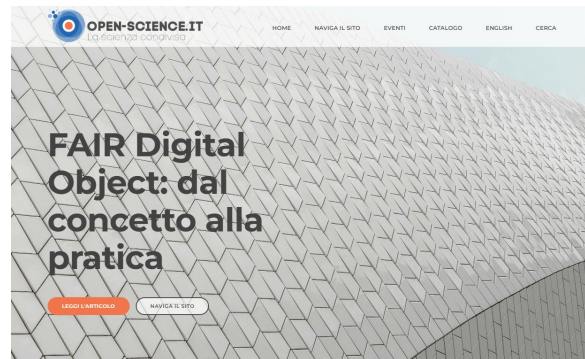 OPEN-SCIENCE.IT
La scienza condivisa
HOME NAVIGA IL SITO EVENTI CATALOGO ENGLISH CERCA
FAIR Digital
Object: dal
concetto alla
pratica
LEGGI L'ARTICOLO NAVIGA IL SITO